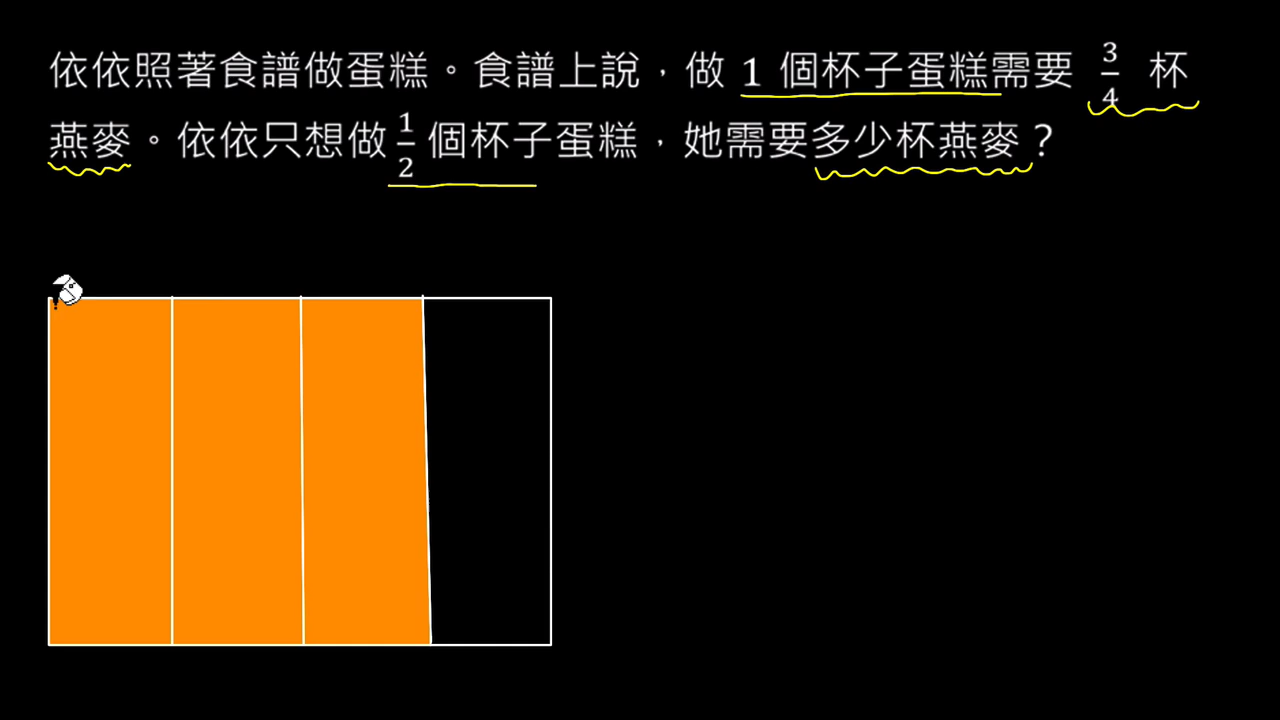 依依照著食譜做蛋糕。食譜上說，做 1 個杯子蛋糕需要 3/4 杯
燕麥。依依只想做 1/2 個杯子蛋糕，她需要多少杯燕麥？